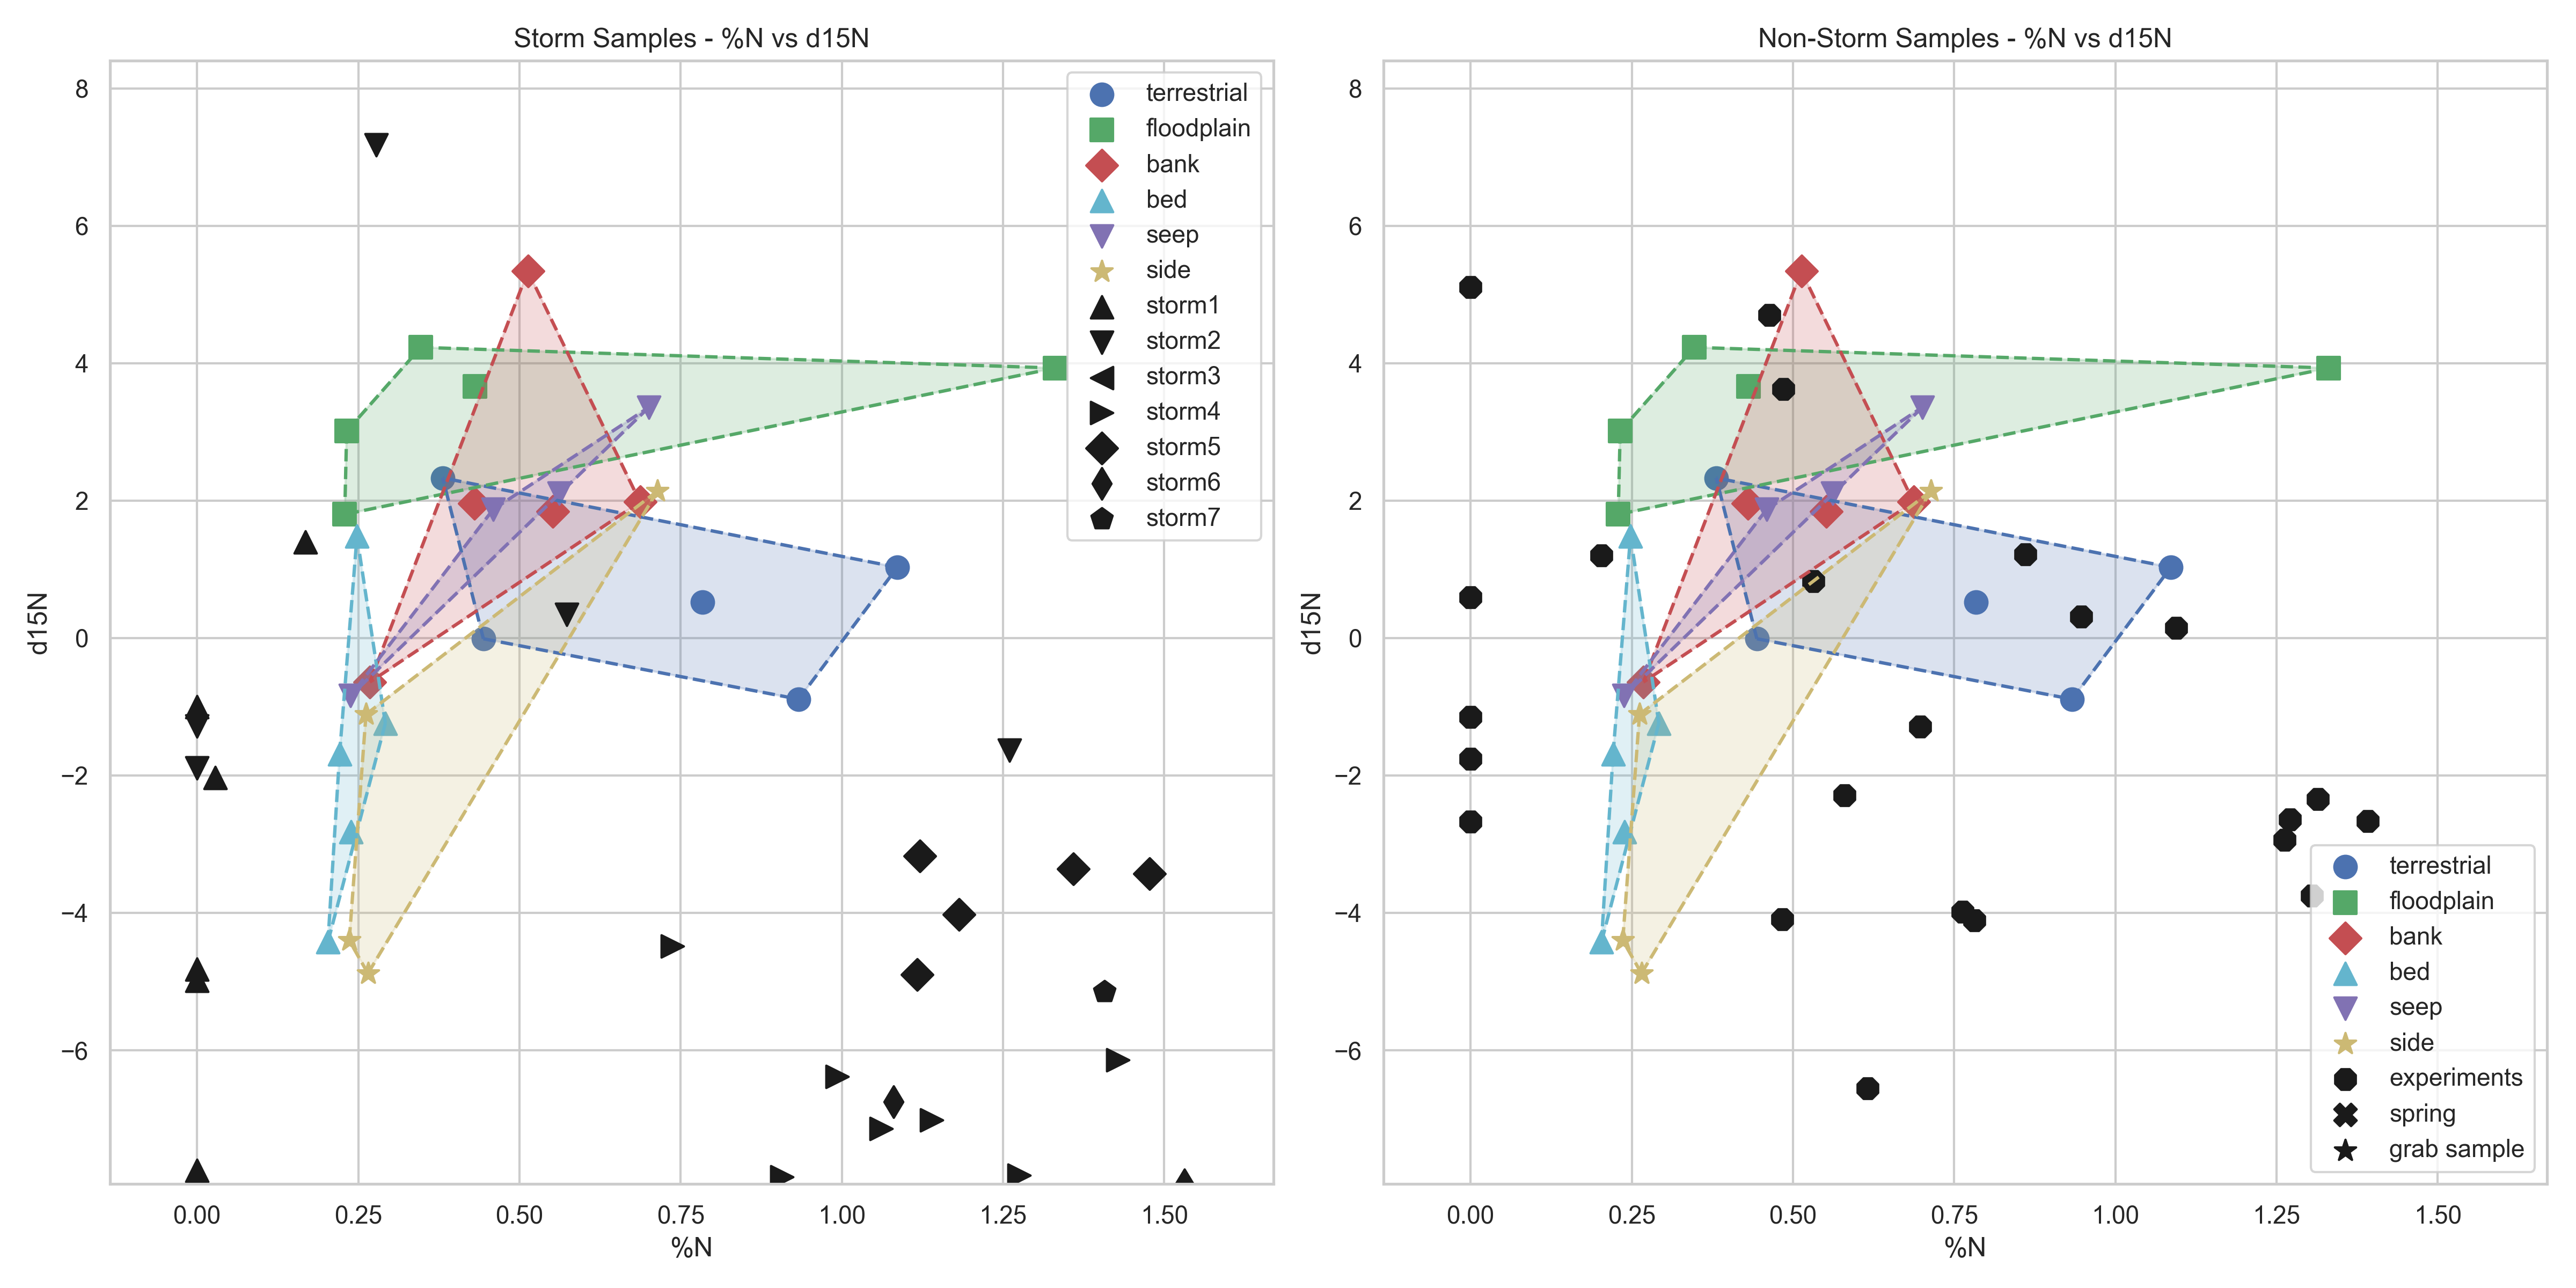 Storm Samples - %N vs d15N
8
6
4
2
0
−2
−4
−6
d15N
0.00
0.25
0.50
0.75
1.00
1.25
1.50
%N
terrestrial
floodplain
bank
bed
seep
side
storm1
storm2
storm3
storm4
storm5
storm6
storm7
Non-Storm Samples - %N vs d15N
8
6
4
2
0
−2
−4
−6
d15N
0.00
0.25
0.50
0.75
1.00
1.25
1.50
%N
terrestrial
floodplain
bank
bed
seep
side
experiments
spring
grab sample